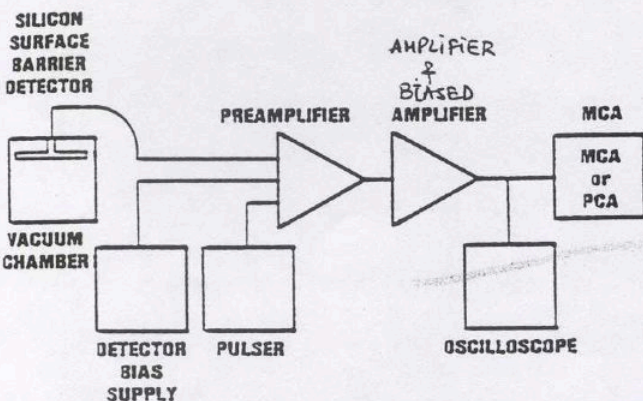 SILICON
SURFACE
BARRIER
DETECTOR
AMPLIFIER
&
BIASED
PREAMPLIFIER
AMPLIFIER
MCA
MCA
or
PCA
VACUUM
CHAMBER
DETECTOR
BIAS
SUPPLY
PULSER
OSCILLOSCOPE